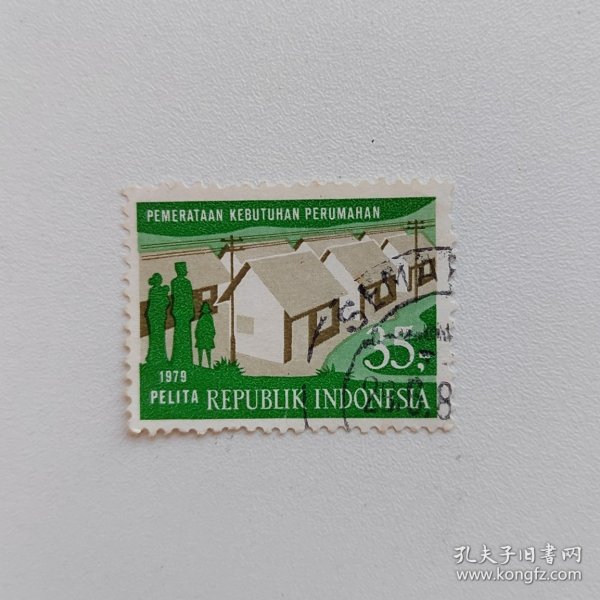 PEMERATAAN KEBUTUHAN PERUMAHAN
35,-
1979
PELITA REPUBLIK INDONESIA
孔夫子旧书网
www.kongfz.com